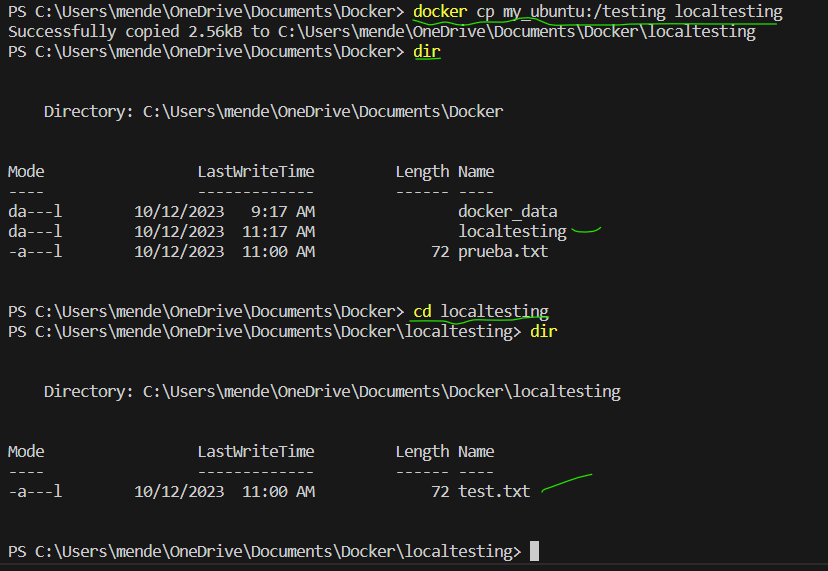 PS C:\Users\mende\OneDrive\Documents\Docker> docker cp my_ubuntu:/testing localtesting
Successfully copied 2.56kB to C:\Users\mende\OneDrive\Documents\Docker\localtesting
PS C:\Users\mende\OneDrive\Documents\Docker> dir
Directory: C:\Users\mende\OneDrive\Documents\Docker
Mode LastWriteTime Length Name
---- ------------- ------ ----
da---l 10/12/2023 9:17 AM docker_data
da---l 10/12/2023 11:17 AM localtesting
-a---l 10/12/2023 11:00 AM 72 prueba.txt
PS C:\Users\mende\OneDrive\Documents\Docker> cd localtesting
PS C:\Users\mende\OneDrive\Documents\Docker\localtesting> dir
Directory: C:\Users\mende\OneDrive\Documents\Docker\localtesting
Mode LastWriteTime Length Name
---- ------------- ------ ----
-a---l 10/12/2023 11:00 AM 72 test.txt
PS C:\Users\mende\OneDrive\Documents\Docker\localtesting>